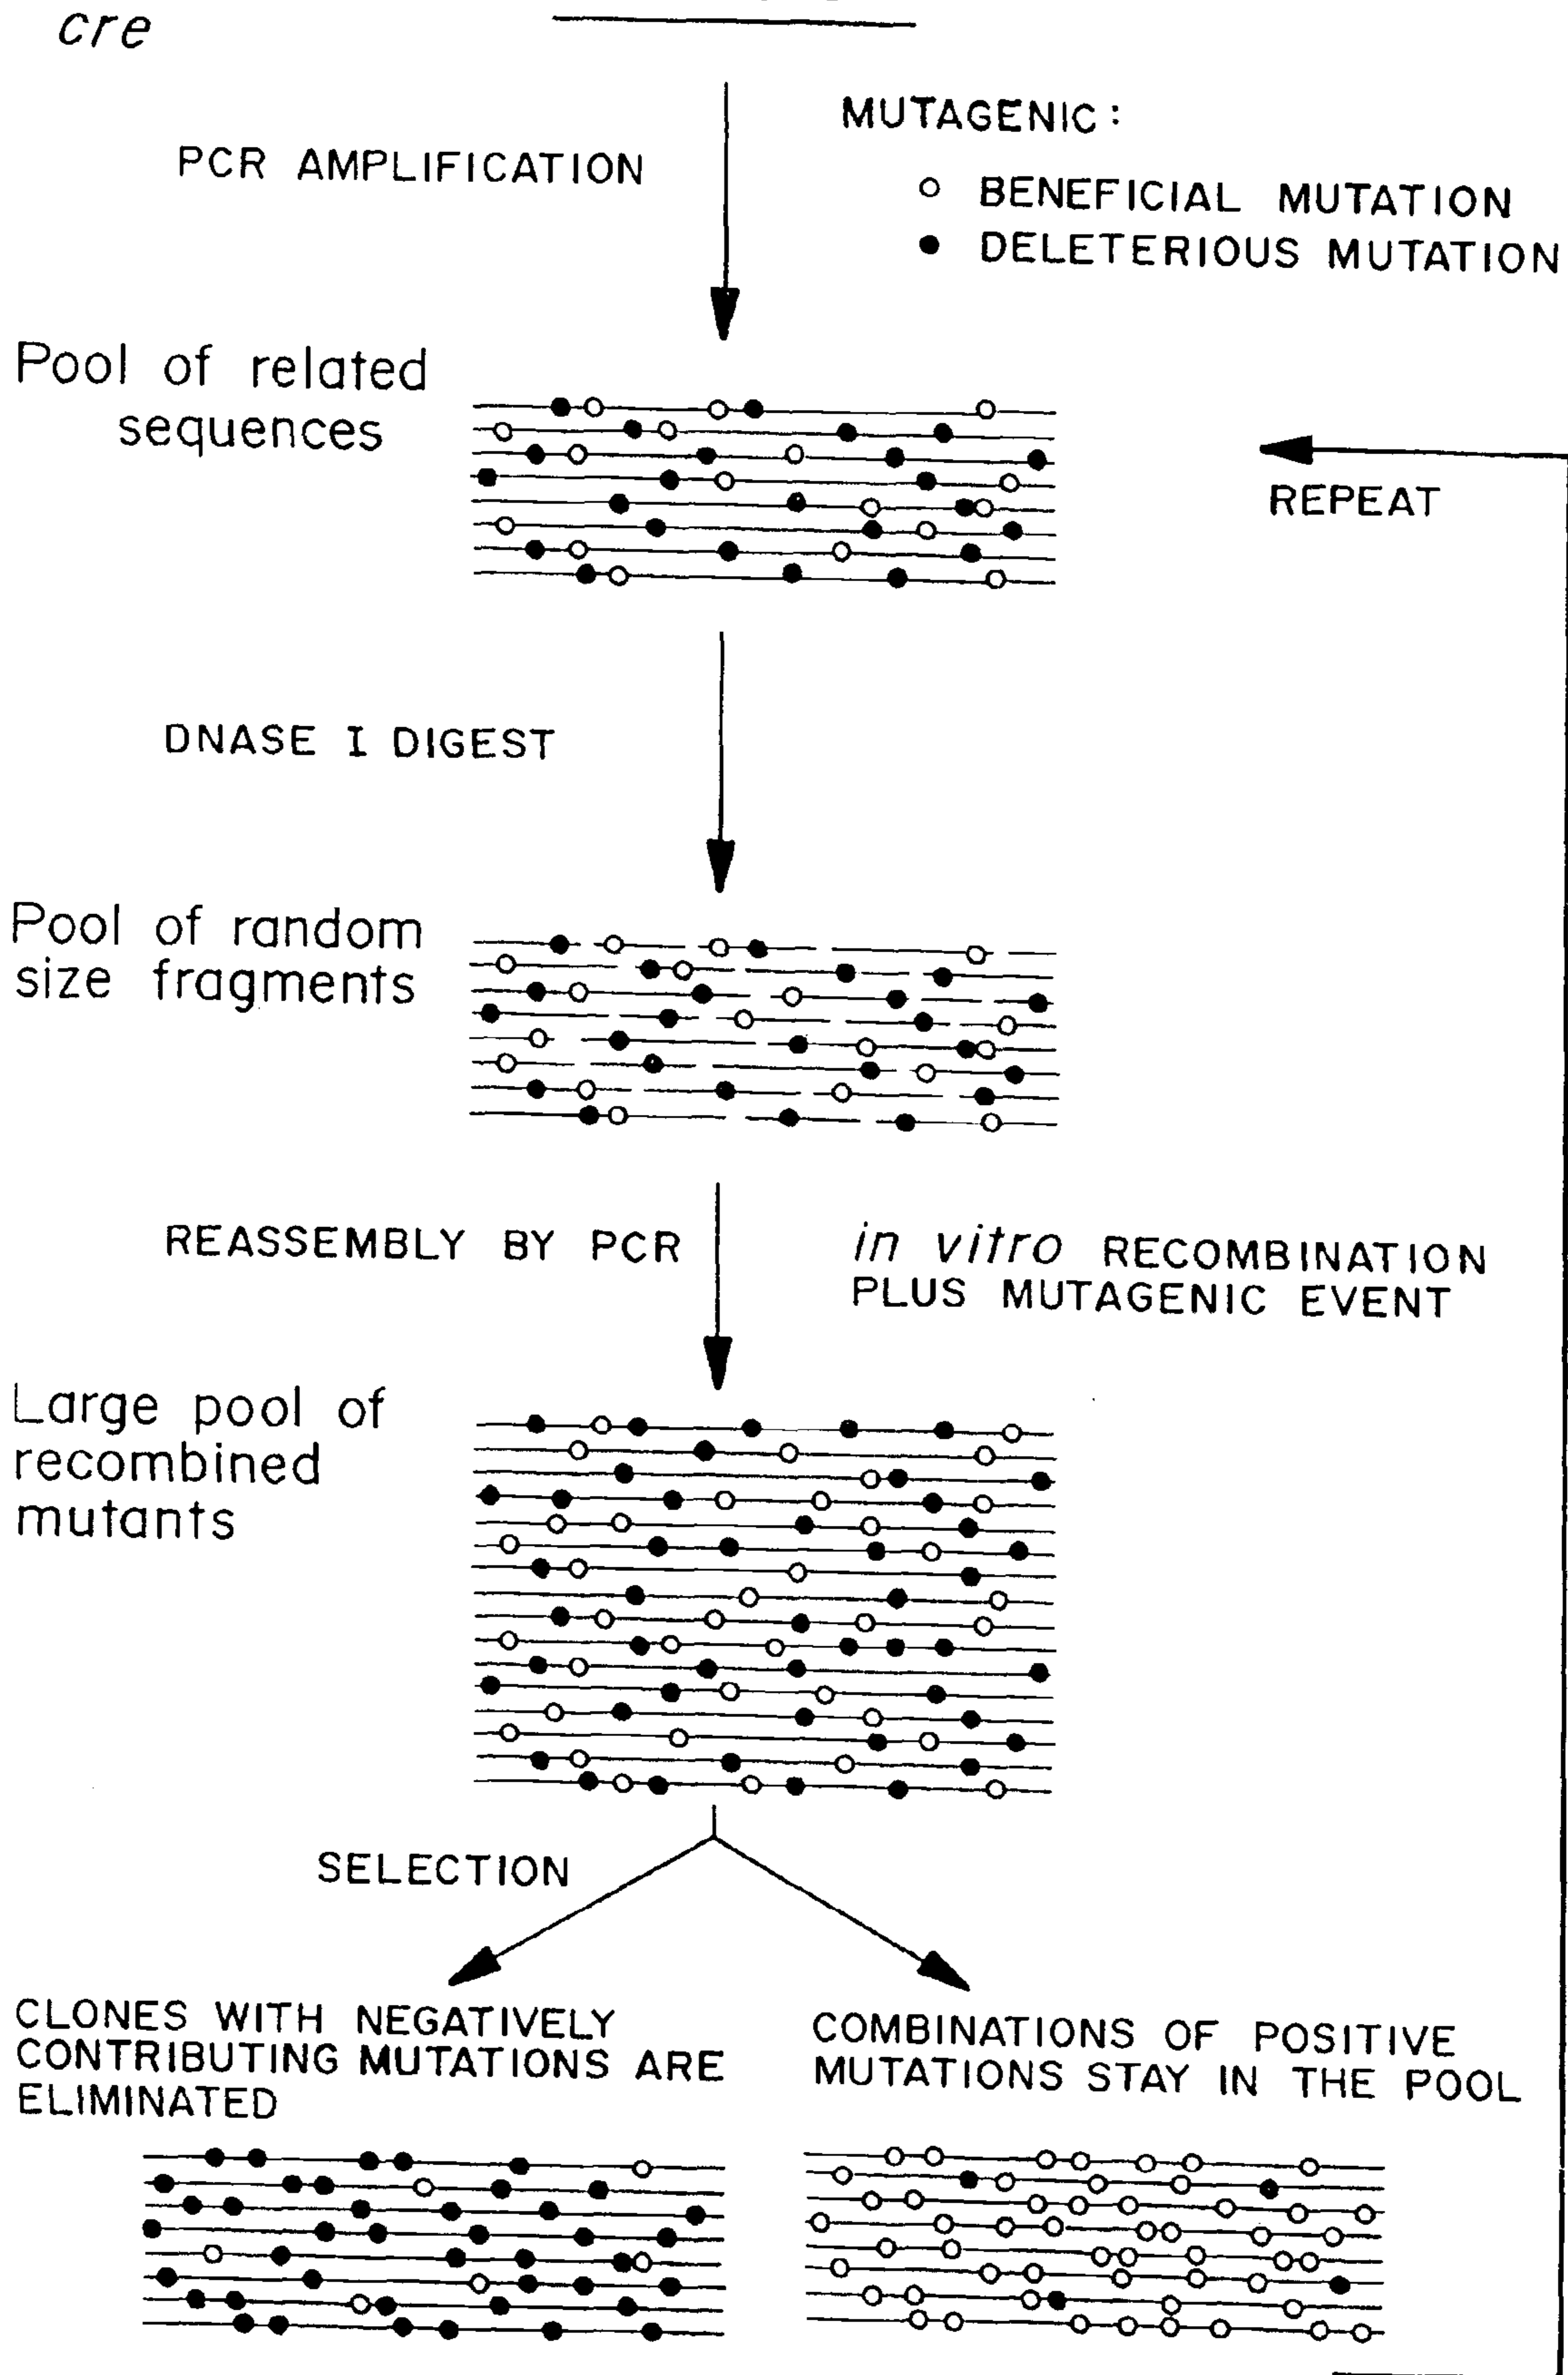 cre
PCR AMPLIFICATION
MUTAGENIC:
BENEFICIAL MUTATION
DELETERIOUS MUTATION
Pool of related
sequences
REPEAT
DNASE I DIGEST
Pool of random
size fragments
REASSEMBLY BY PCR
in vitro RECOMBINATION
PLUS MUTAGENIC EVENT
Large pool of
recombined
mutants
SELECTION
CLONES WITH NEGATIVELY
CONTRIBUTING MUTATIONS ARE
ELIMINATED
COMBINATIONS OF POSITIVE
MUTATIONS STAY IN THE POOL